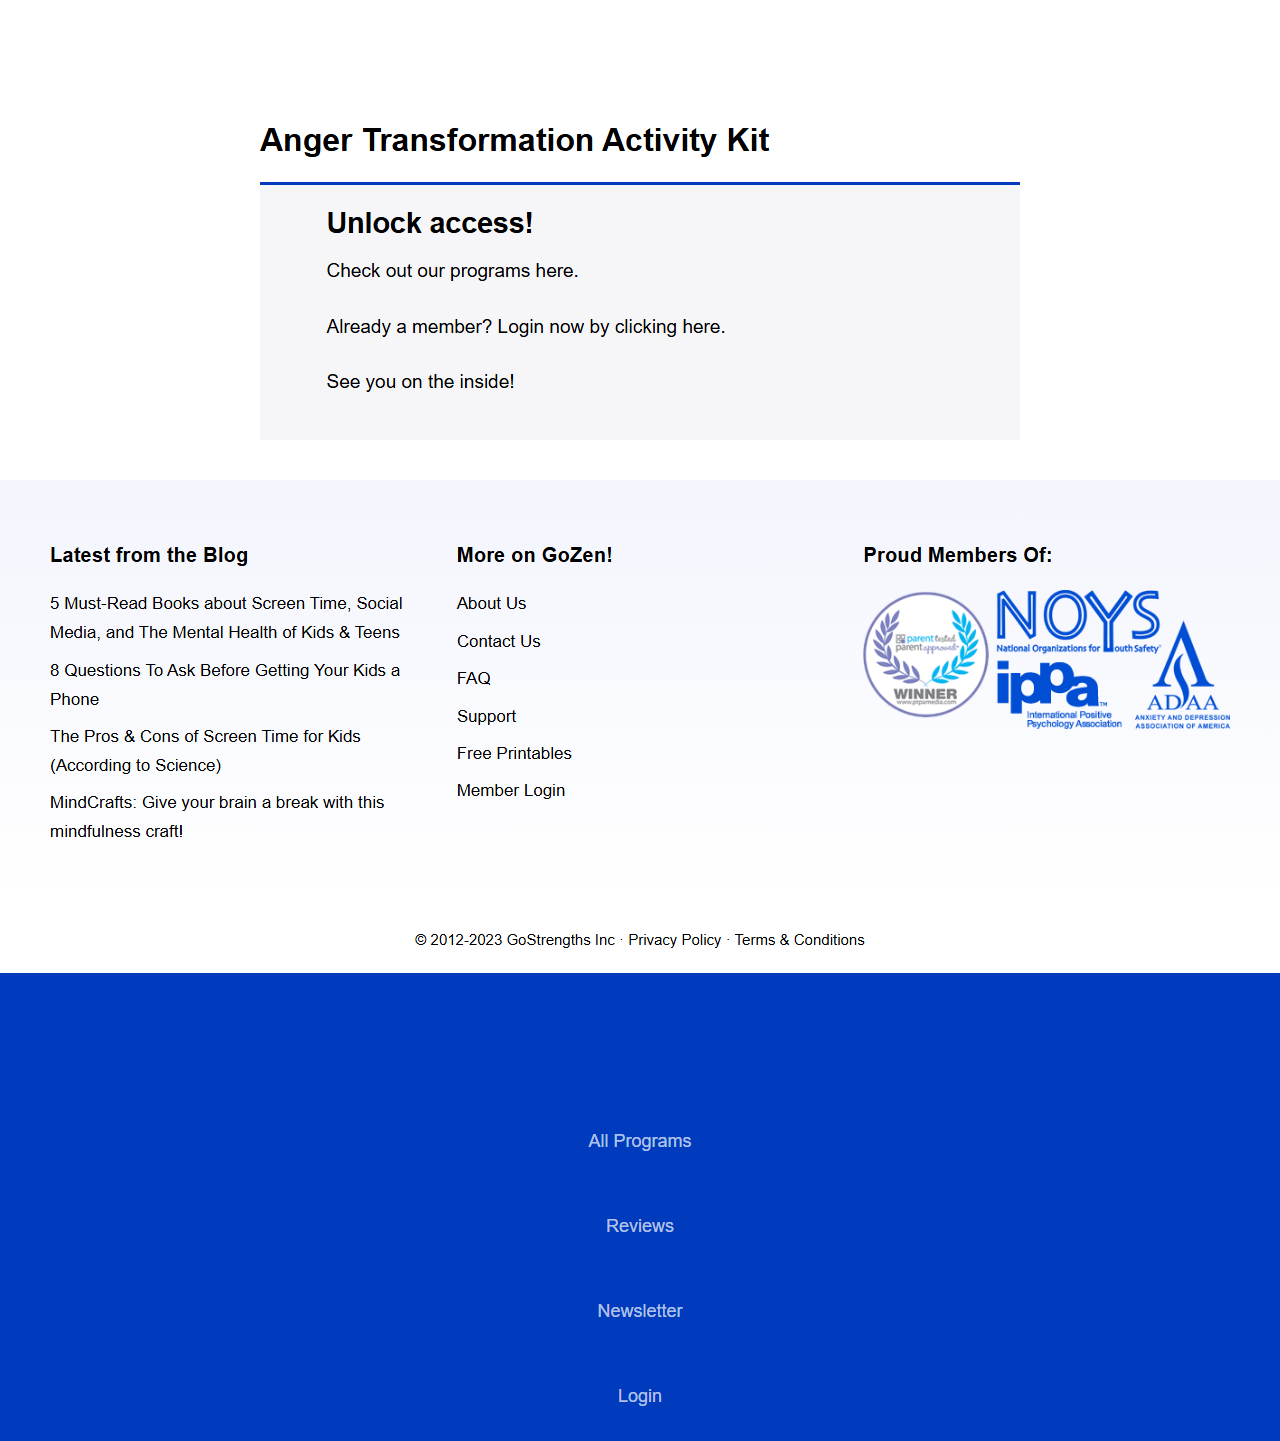 Anger Transformation Activity Kit
Unlock access!
Check out our programs here.
Already a member? Login now by clicking here.
See you on the inside!
Latest from the Blog
5 Must-Read Books about Screen Time, Social
Media, and The Mental Health of Kids & Teens
8 Questions To Ask Before Getting Your Kids a
Phone
The Pros & Cons of Screen Time for Kids
(According to Science)
MindCrafts: Give your brain a break with this
mindfulness craft!
More on GoZen!
About Us
Contact Us
FAQ
Support
Free Printables
Member Login
Proud Members Of:
parent tested
parent approved™
WINNER
www.ptpamedia.com
NOYS
National Organizations for Youth Safety®
ippa™
International Positive
Psychology Association
ADAA
ANXIETY AND DEPRESSION
ASSOCIATION OF AMERICA
© 2012-2023 GoStrengths Inc · Privacy Policy · Terms & Conditions
All Programs
Reviews
Newsletter
Login